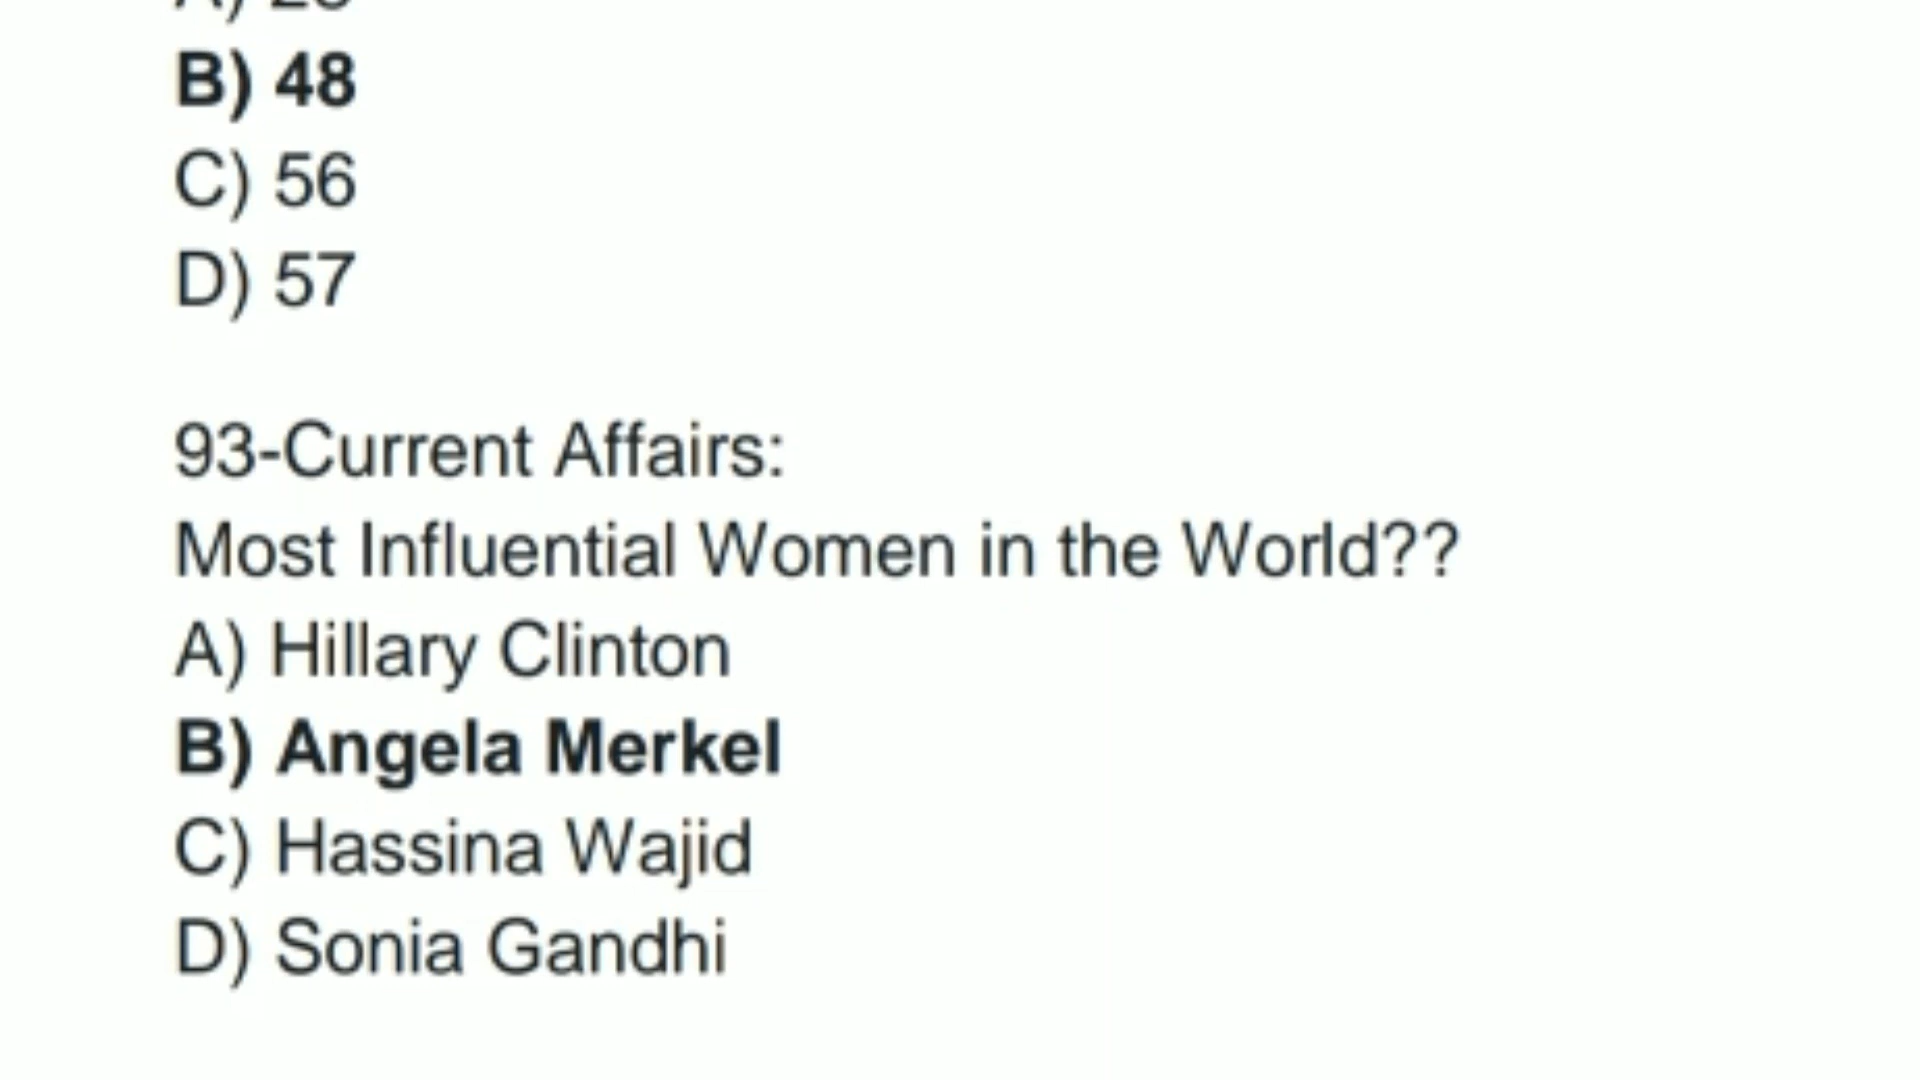 B) 48
C) 56
D) 57
93-Current Affairs:
Most Influential Women in the World??
A) Hillary Clinton
B) Angela Merkel
C) Hassina Wajid
D) Sonia Gandhi